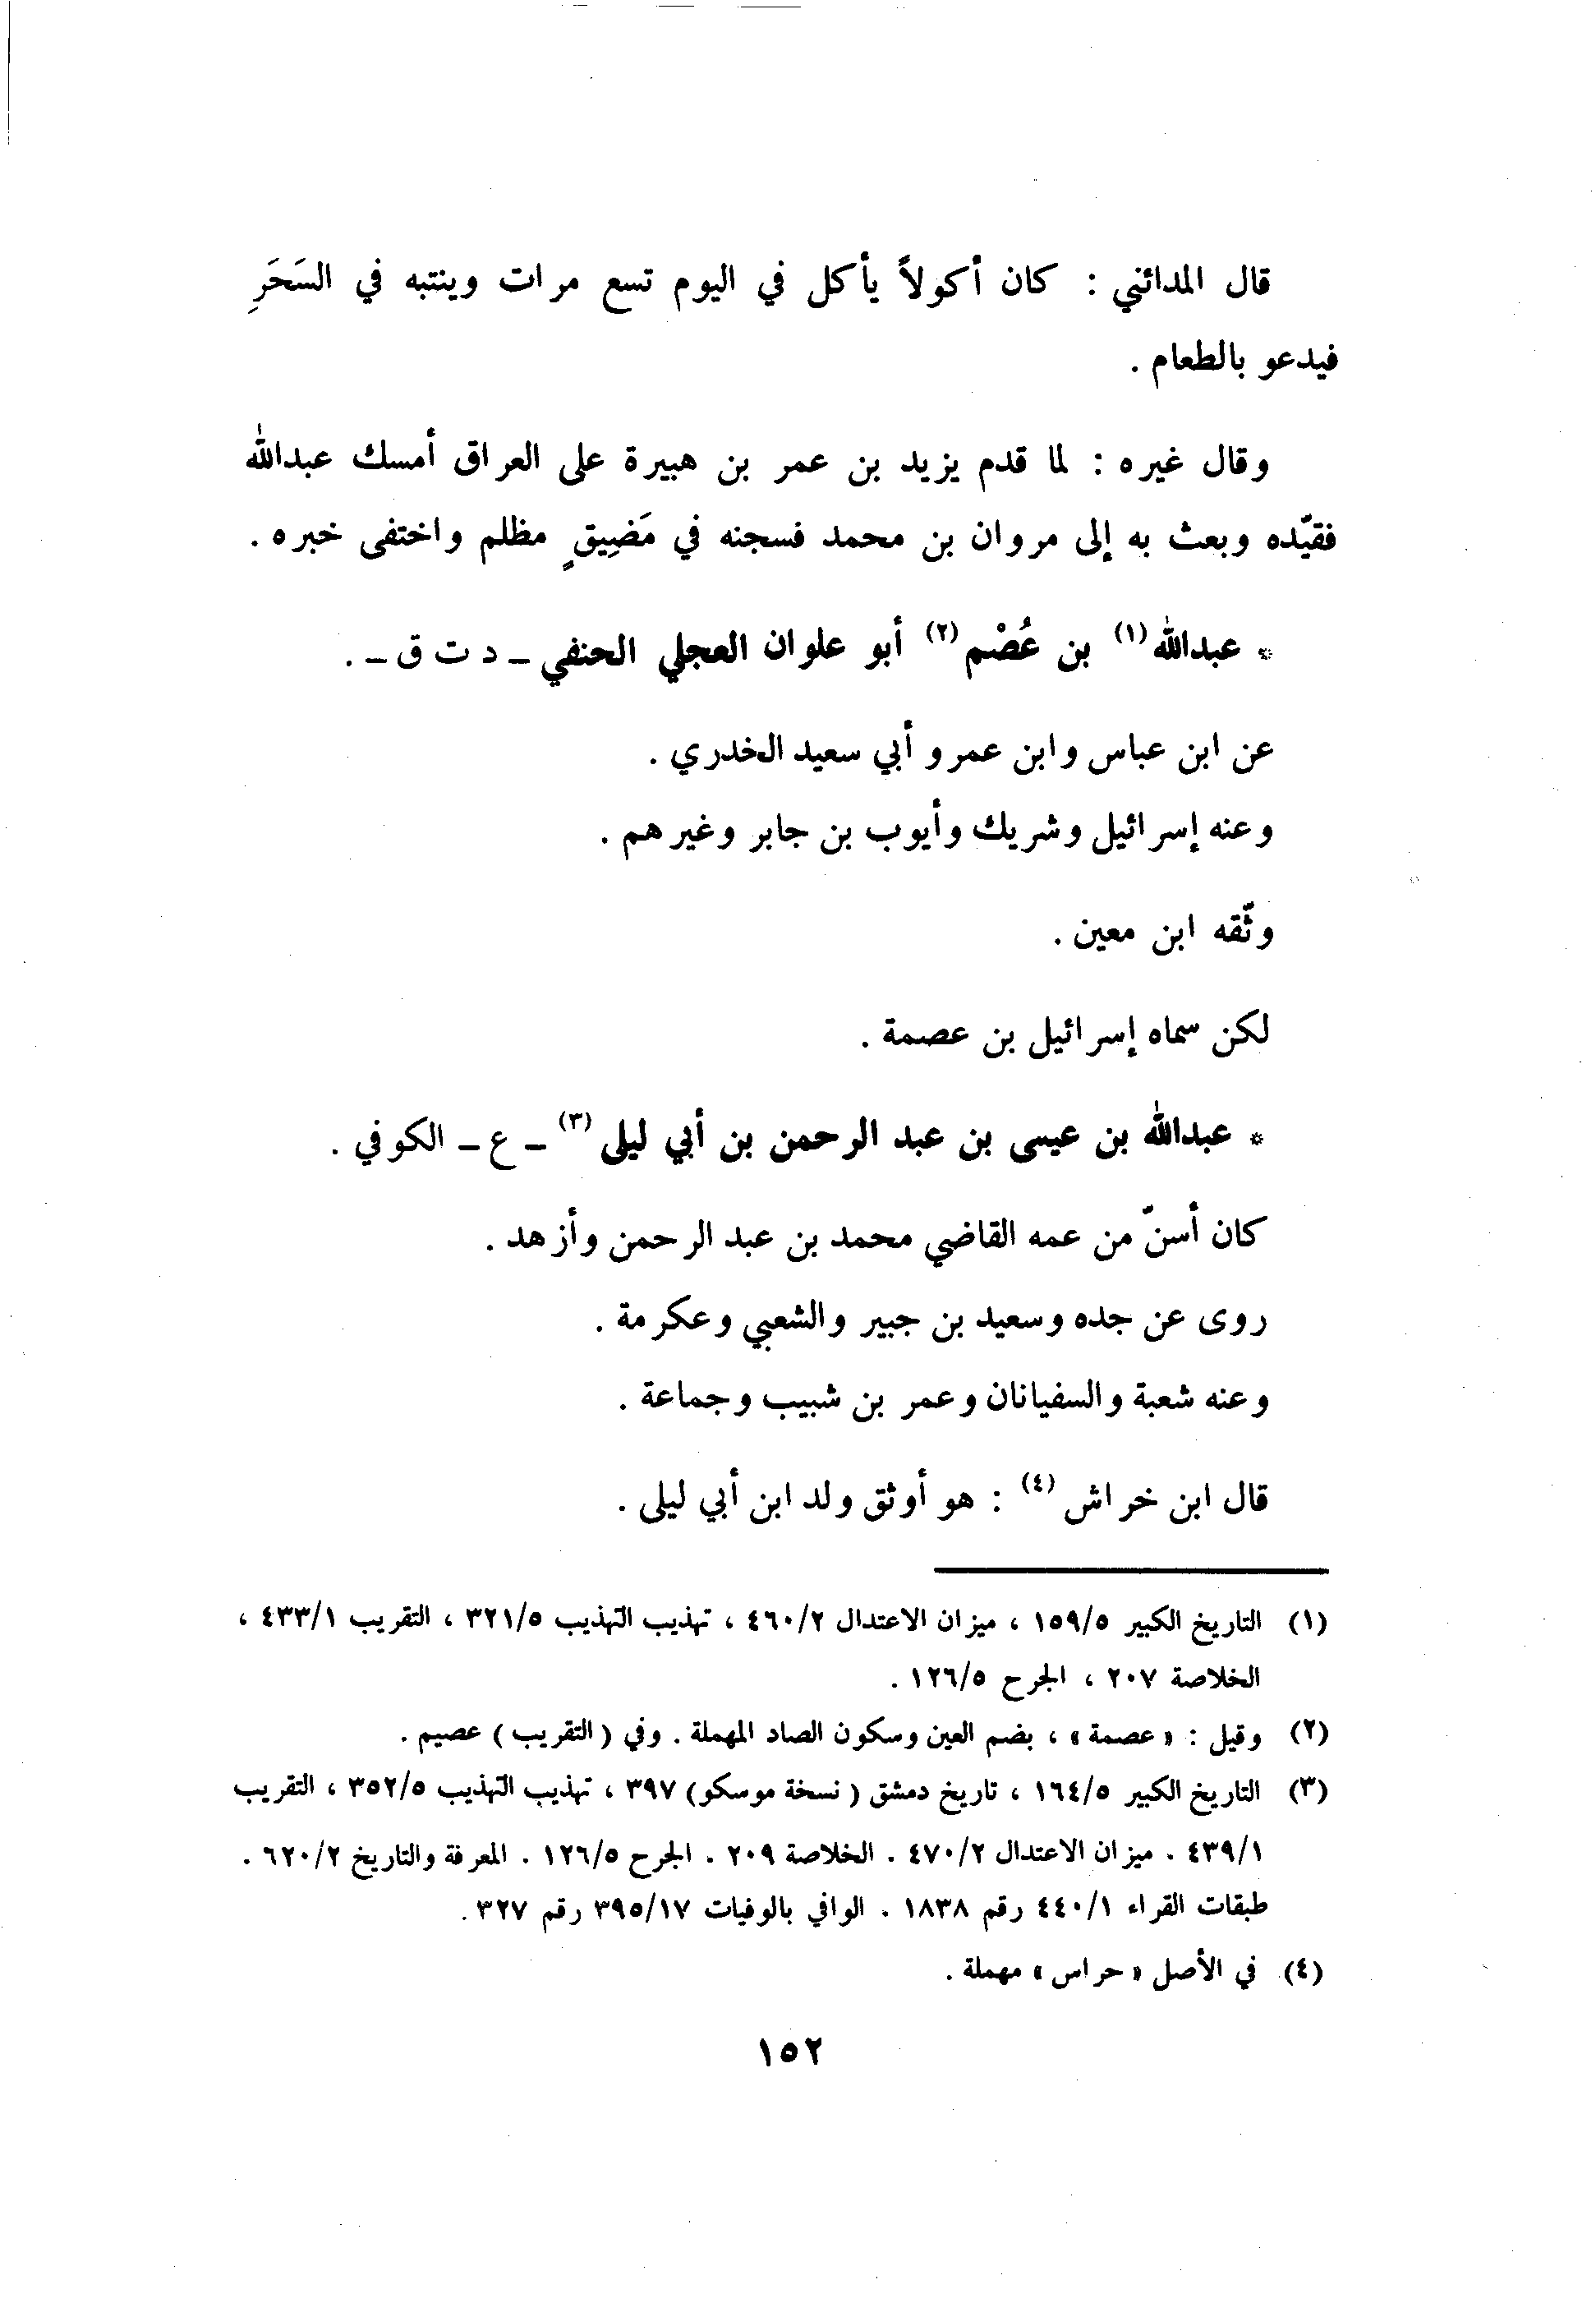 قال المدائني : كان أكولاً يأكل في اليوم تسع مرات وينتبه في السَحَرِ
فيدعو بالطعام .
وقال غيره : لما قدم يزيد بن عمر بن هبيرة على العراق أمسك عبدالله
فقيّده وبعث به إلى مروان بن محمد فسجنه في مَضِيقٍ مظلم واختفى خبره .
* عبدالله (١) بن عُصْم (٢) أبو علوان العجلي الحنفي – د ت ق – .
عن ابن عباس وابن عمرو أبي سعيد الخدري .
وعنه إسرائيل وشريك وأيوب بن جابر وغيرهم .
وثّقه ابن معين .
لكن سماه إسرائيل بن عصمة .
* عبدالله بن عيسى بن عبد الرحمن بن أبي ليلى (٣) – ع – الكوفي .
كان أسنّ من عمه القاضي محمد بن عبد الرحمن وأزهد .
روى عن جده وسعيد بن جبير والشعبي وعكرمة .
وعنه شعبة والسفيانان وعمر بن شبيب وجماعة .
قال ابن خراش (٤) : هو أوثق ولد ابن أبي ليلى .
(١) التاريخ الكبير ١٥٩/٥ ، ميزان الاعتدال ٤٦٠/٢ ، تهذيب التهذيب ٣٢١/٥ ، التقريب ٤٣٣/١ ،
الخلاصة ٢٠٧ ، الجرح ١٢٦/٥ .
(٢) وقيل : « عصمة » ، بضم العين وسكون الصاد المهملة . وفي ( التقريب ) عصيم .
(٣) التاريخ الكبير ١٦٤/٥ ، تاريخ دمشق ( نسخة موسكو ) ٣٩٧ ، تهذيب التهذيب ٣٥٢/٥ ، التقريب
٤٣٩/١ . ميزان الاعتدال ٤٧٠/٢ . الخلاصة ٢٠٩ . الجرح ١٢٦/٥ . المعرفة والتاريخ ٦٢٠/٢ .
طبقات القراء ٤٤٠/١ رقم ١٨٣٨ . الوافي بالوفيات ٣٩٥/١٧ رقم ٣٢٧ .
(٤) في الأصل « حراس » مهملة .
١٥٢